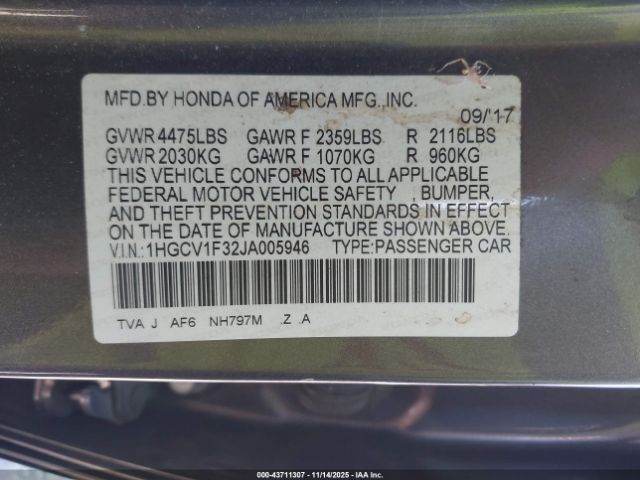 MFD.BY HONDA OF AMERICA MFG.,INC.
09/'17
GVWR 4475LBS GAWR F 2359LBS R 2116LBS
GVWR 2030KG GAWR F 1070KG R 960KG
THIS VEHICLE CONFORMS TO ALL APPLICABLE
FEDERAL MOTOR VEHICLE SAFETY , BUMPER,
AND THEFT PREVENTION STANDARDS IN EFFECT
ON THE DATE OF MANUFACTURE SHOWN ABOVE.
V.I.N.:1HGCV1F32JA005946 TYPE:PASSENGER CAR
TVA J AF6 NH797M .Z .A
000-43711307 - 11/14/2025 - IAAI.COM